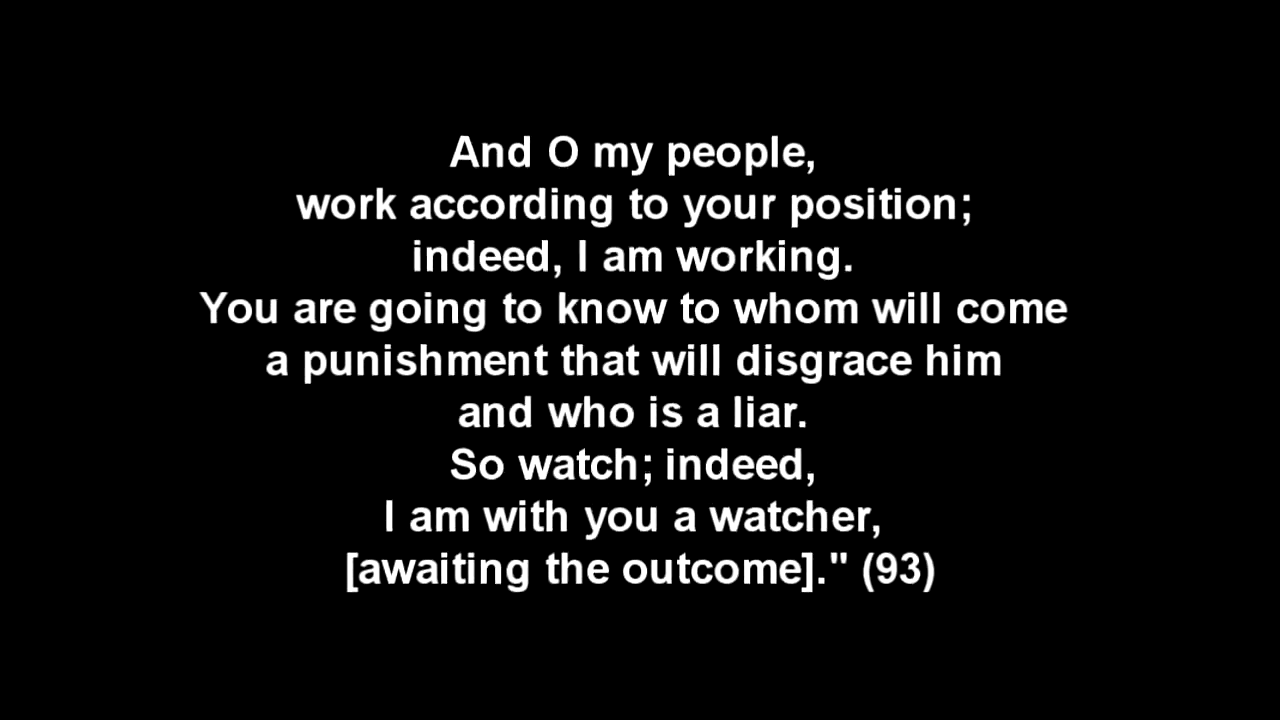 And O my people,
work according to your position;
indeed, I am working.
You are going to know to whom will come
a punishment that will disgrace him
and who is a liar.
So watch; indeed,
I am with you a watcher,
[awaiting the outcome]." (93)